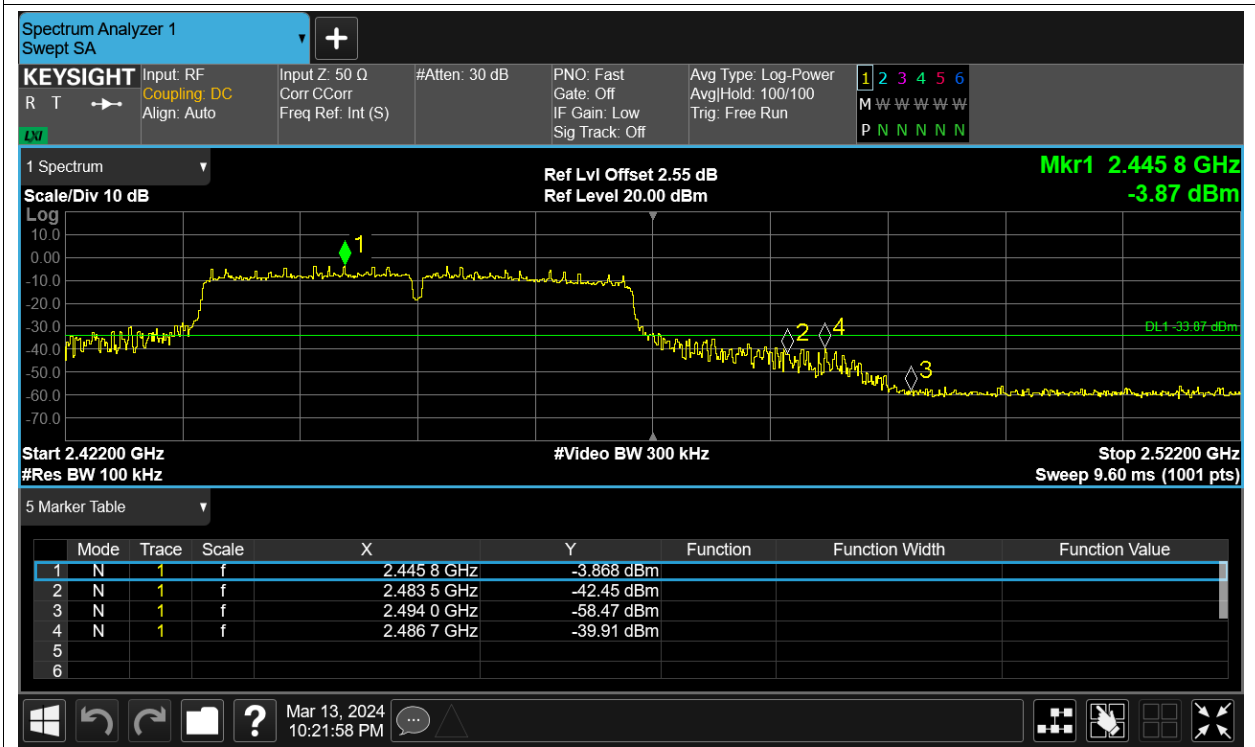 Spectrum Analyzer 1
Swept SA
KEYSIGHT
R T
LXI
Input: RF
Coupling: DC
Align: Auto
Input Z: 50 Ω
Corr CCorr
Freq Ref: Int (S)
#Atten: 30 dB
PNO: Fast
Gate: Off
IF Gain: Low
Sig Track: Off
Avg Type: Log-Power
Avg|Hold: 100/100
Trig: Free Run
1 2 3 4 5 6
M W W W W W
P N N N N N
1 Spectrum
Scale/Div 10 dB
Ref Lvl Offset 2.55 dB
Ref Level 20.00 dBm
Mkr1 2.445 8 GHz
-3.87 dBm
Log
10.0
0.00
-10.0
-20.0
-30.0
-40.0
-50.0
-60.0
-70.0
1
2
4
3
DL1 -33.87 dBm
Start 2.42200 GHz
#Res BW 100 kHz
#Video BW 300 kHz
Stop 2.52200 GHz
Sweep 9.60 ms (1001 pts)
5 Marker Table
Mode Trace Scale X Y Function Function Width Function Value
1 N 1 f 2.445 8 GHz -3.868 dBm
2 N 1 f 2.483 5 GHz -42.45 dBm
3 N 1 f 2.494 0 GHz -58.47 dBm
4 N 1 f 2.486 7 GHz -39.91 dBm
5
6
?
Mar 13, 2024
10:21:58 PM